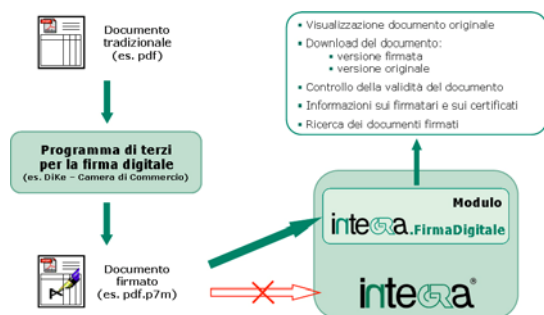 Documento
tradizionale
(es. pdf)
Programma di terzi
per la firma digitale
(es. DiKe – Camera di Commercio)
Documento
firmato
(es. pdf.p7m)
• Visualizzazione documento originale
• Download del documento:
• versione firmata
• versione originale
• Controllo della validità del documento
• Informazioni sui firmatari e sui certificati
• Ricerca dei documenti firmati
Modulo
inteGRa.FirmaDigitale
inteGRa®